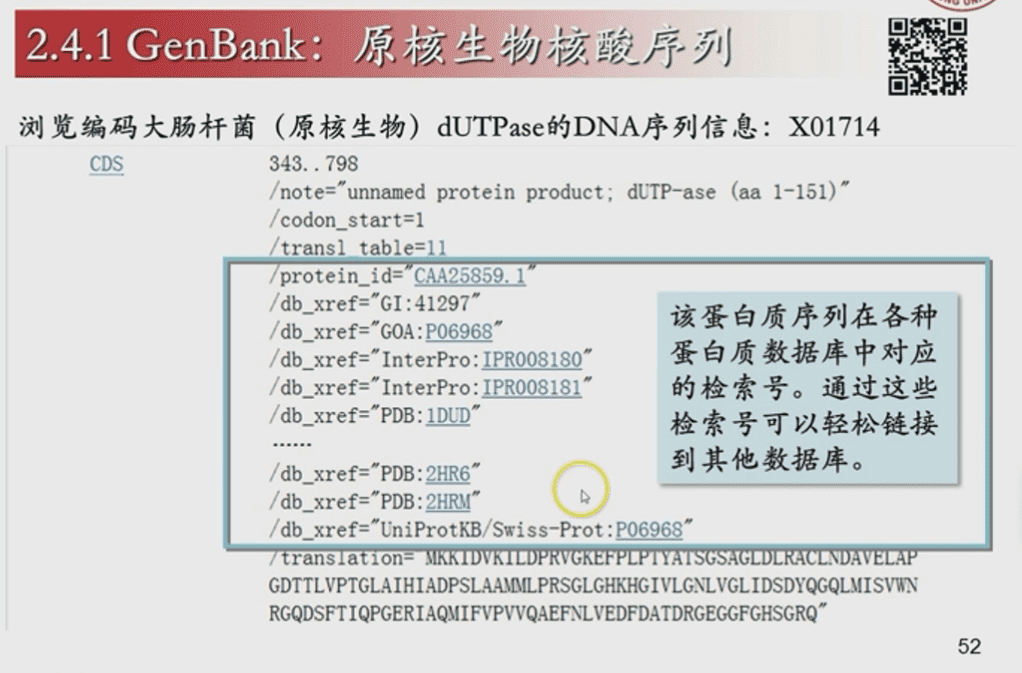 2.4.1 GenBank：原核生物核酸序列
浏览编码大肠杆菌（原核生物）dUTPase的DNA序列信息：X01714
CDS 343..798
/note="unnamed protein product; dUTP-ase (aa 1-151)"
/codon_start=1
/transl_table=11
/protein_id="CAA25859.1"
/db_xref="GI:41297"
/db_xref="GOA:P06968"
/db_xref="InterPro:IPR008180"
/db_xref="InterPro:IPR008181"
/db_xref="PDB:1DUD"
······
/db_xref="PDB:2HR6"
/db_xref="PDB:2HRM"
/db_xref="UniProtKB/Swiss-Prot:P06968"
/translation="MKKIDVKILDPRVGKEFPLPTYATSGSAGLDLRACLNDAVELAP
GDTTLVPTGLAIHIADPSLAAMMLPRSGLGHKHGIVLGNLVGLIDSDYQGQLMISVWN
RGQDSFTIQPGERIAQMIFVPVVQAEFNLVEDFDATDRGEGGFGHSGRQ"
该蛋白质序列在各种
蛋白质数据库中对应
的检索号。通过这些
检索号可以轻松链接
到其他数据库。
52